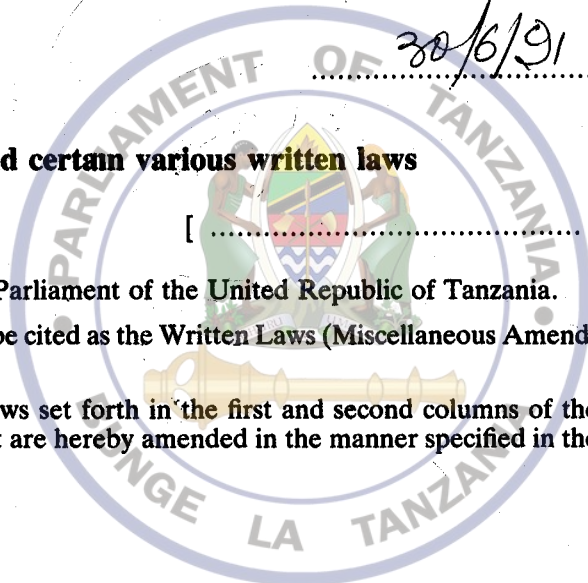 30/6/91
d certain various written laws
[ ........................................
Parliament of the United Republic of Tanzania.
be cited as the Written Laws (Miscellaneous Amend
ws set forth in the first and second columns of the
t are hereby amended in the manner specified in the
PARLIAMENT OF TANZANIA
BUNGE LA TANZANIA